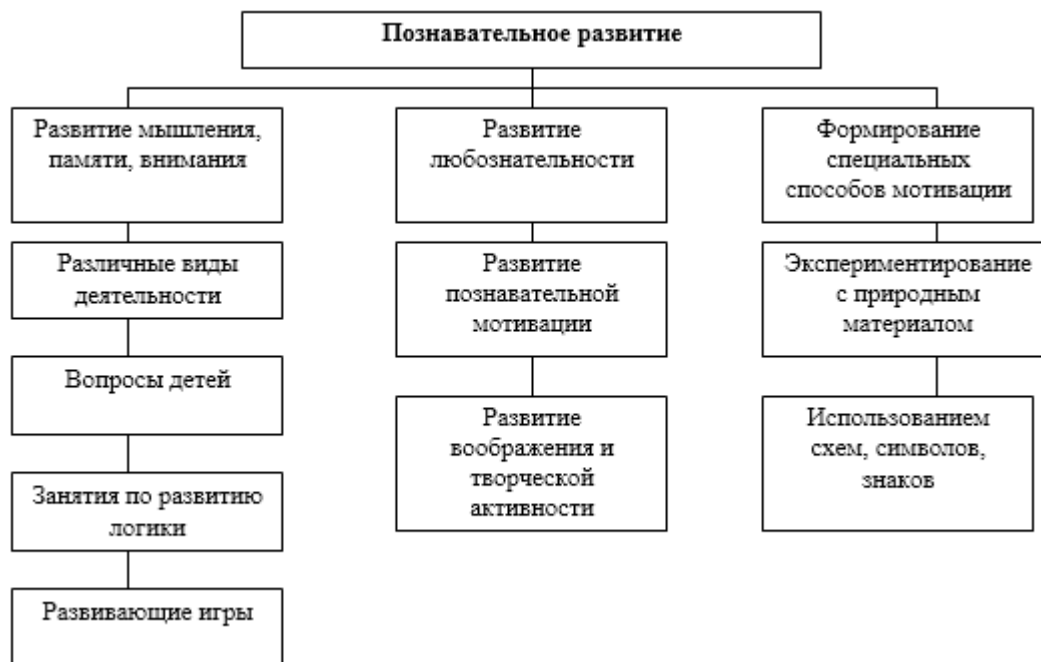 Познавательное развитие
Развитие мышления,
памяти, внимания
Различные виды
деятельности
Вопросы детей
Занятия по развитию
логики
Развивающие игры
Развитие
любознательности
Развитие
познавательной
мотивации
Развитие
воображения и
творческой
активности
Формирование
специальных
способов мотивации
Экспериментирование
с природным
материалом
Использованием
схем, символов,
знаков